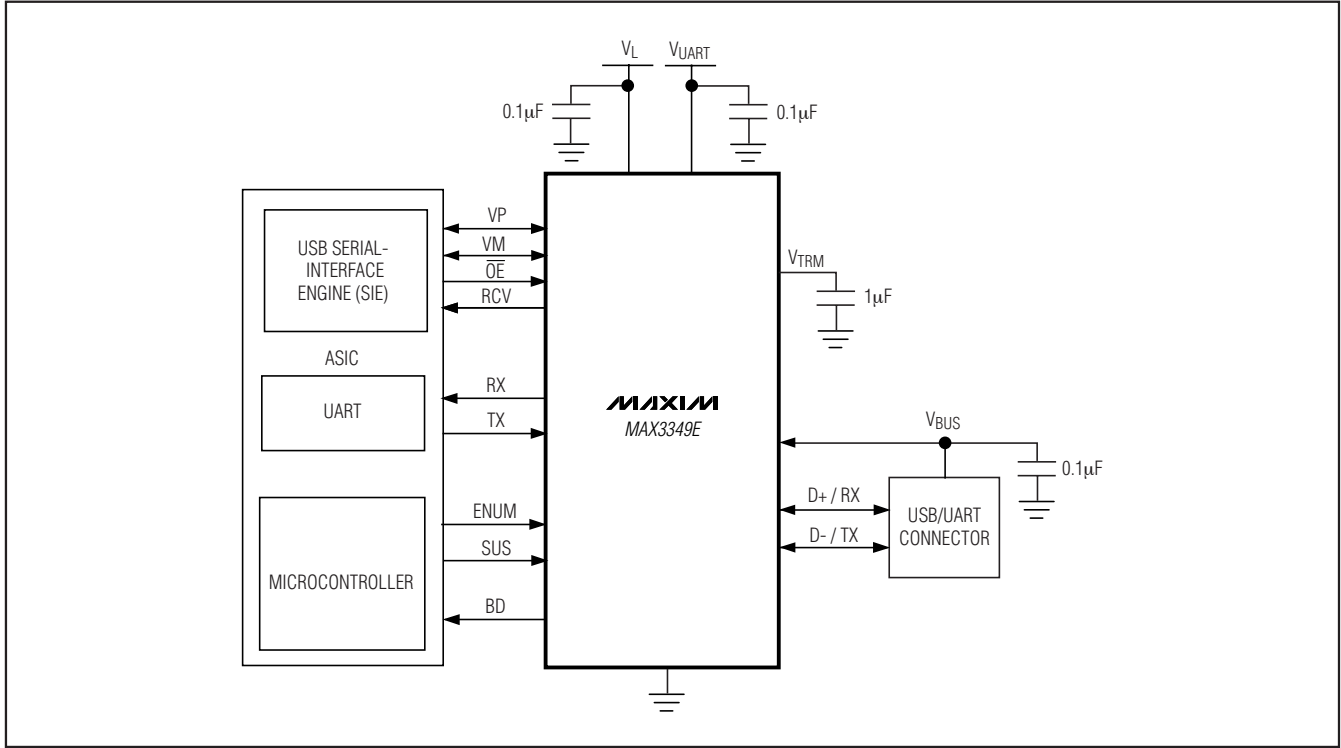 VL
VUART
0.1µF
0.1µF
USB SERIAL-
INTERFACE
ENGINE (SIE)
VP
VM
OE
RCV
VTRM
1µF
ASIC
UART
RX
TX
MAXIM
MAX3349E
VBUS
0.1µF
MICROCONTROLLER
ENUM
SUS
BD
D+ / RX
D- / TX
USB/UART
CONNECTOR